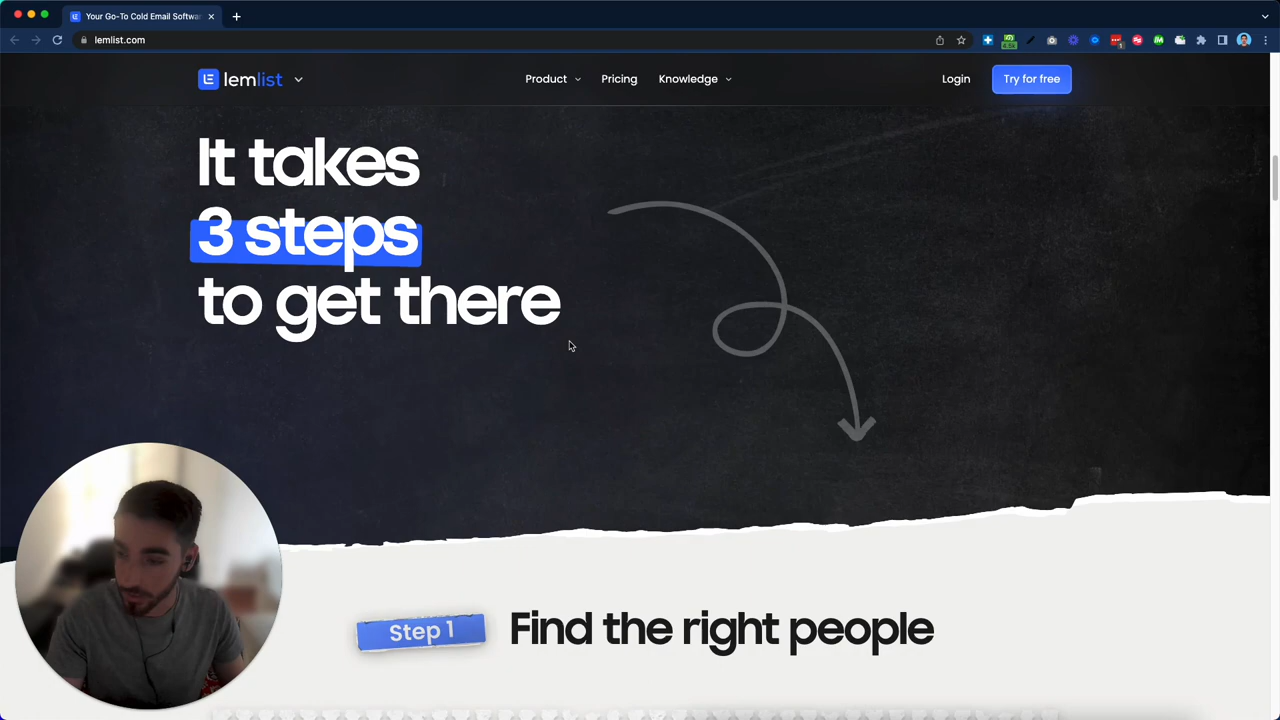 Your Go-To Cold Email Softwa
lemlist.com
lemlist
Product
Pricing
Knowledge
Login
Try for free
It takes
3 steps
to get there
Step 1
Find the right people